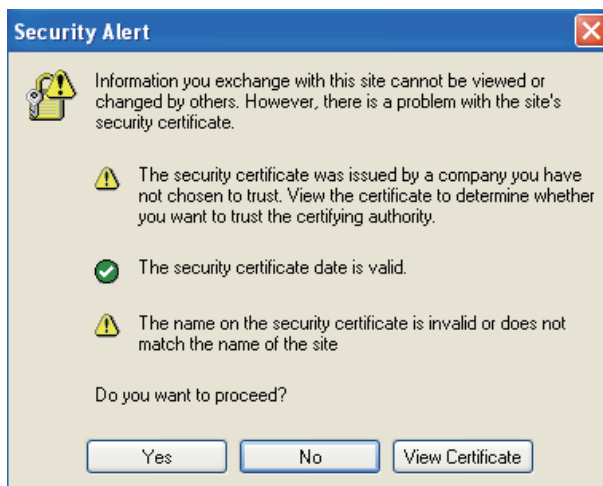 Security Alert
Information you exchange with this site cannot be viewed or
changed by others. However, there is a problem with the site's
security certificate.
The security certificate was issued by a company you have
not chosen to trust. View the certificate to determine whether
you want to trust the certifying authority.
The security certificate date is valid.
The name on the security certificate is invalid or does not
match the name of the site
Do you want to proceed?
Yes
No
View Certificate